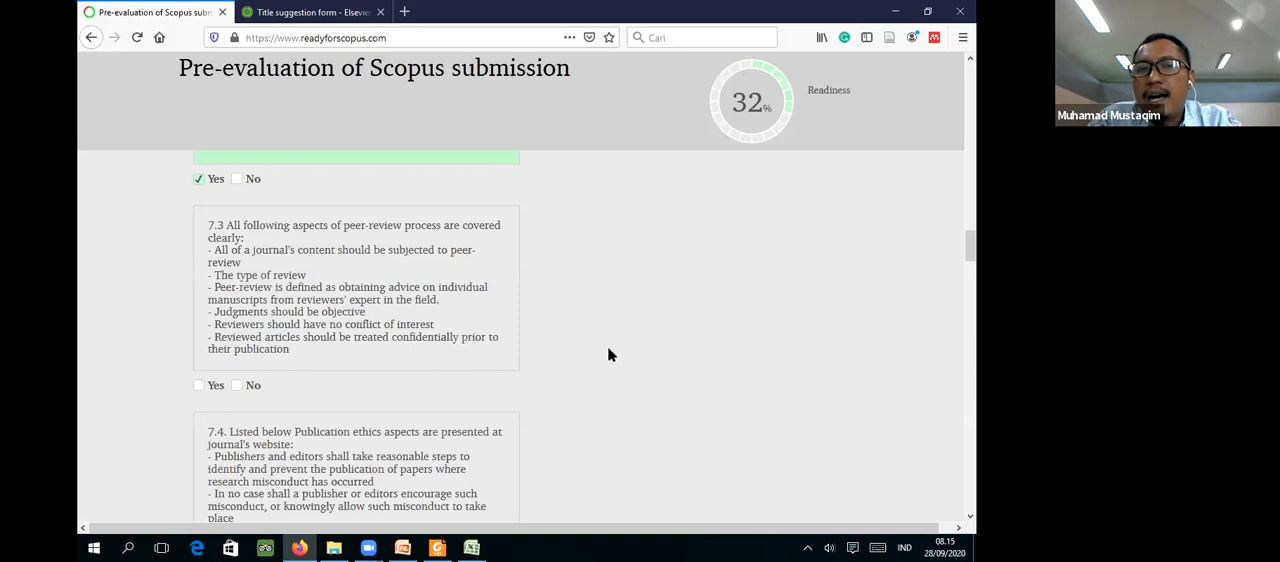 Pre-evaluation of Scopus subm
Title suggestion form - Elsevier
https://www.readyforscopus.com
Cari
Pre-evaluation of Scopus submission
32%
Readiness
Yes No
7.3 All following aspects of peer-review process are covered
clearly:
- All of a journal's content should be subjected to peer-
review
- The type of review
- Peer-review is defined as obtaining advice on individual
manuscripts from reviewers' expert in the field.
- Judgments should be objective
- Reviewers should have no conflict of interest
- Reviewed articles should be treated confidentially prior to
their publication
Yes No
7.4. Listed below Publication ethics aspects are presented at
journal's website:
- Publishers and editors shall take reasonable steps to
identify and prevent the publication of papers where
research misconduct has occurred
- In no case shall a publisher or editors encourage such
misconduct, or knowingly allow such misconduct to take
place
IND
08.15
28/09/2020
Muhamad Mustaqim